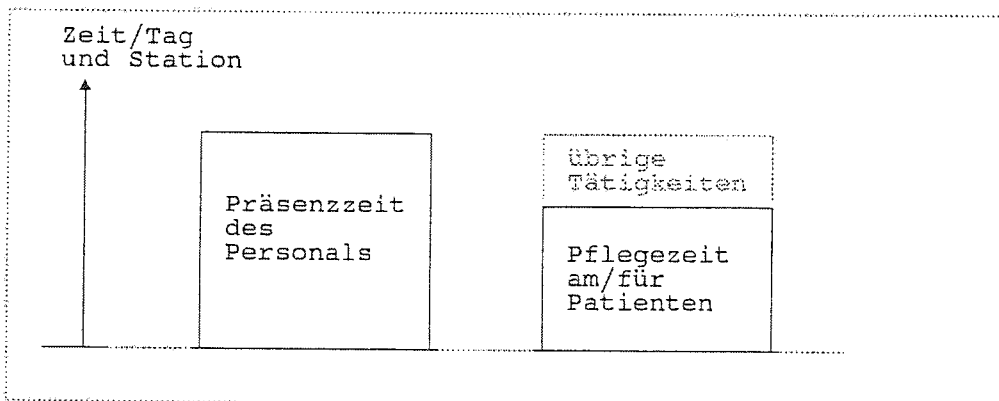 Zeit/Tag
und Station
Präsenzzeit
des
Personals
übrige
Tätigkeiten
Pflegezeit
am/für
Patienten